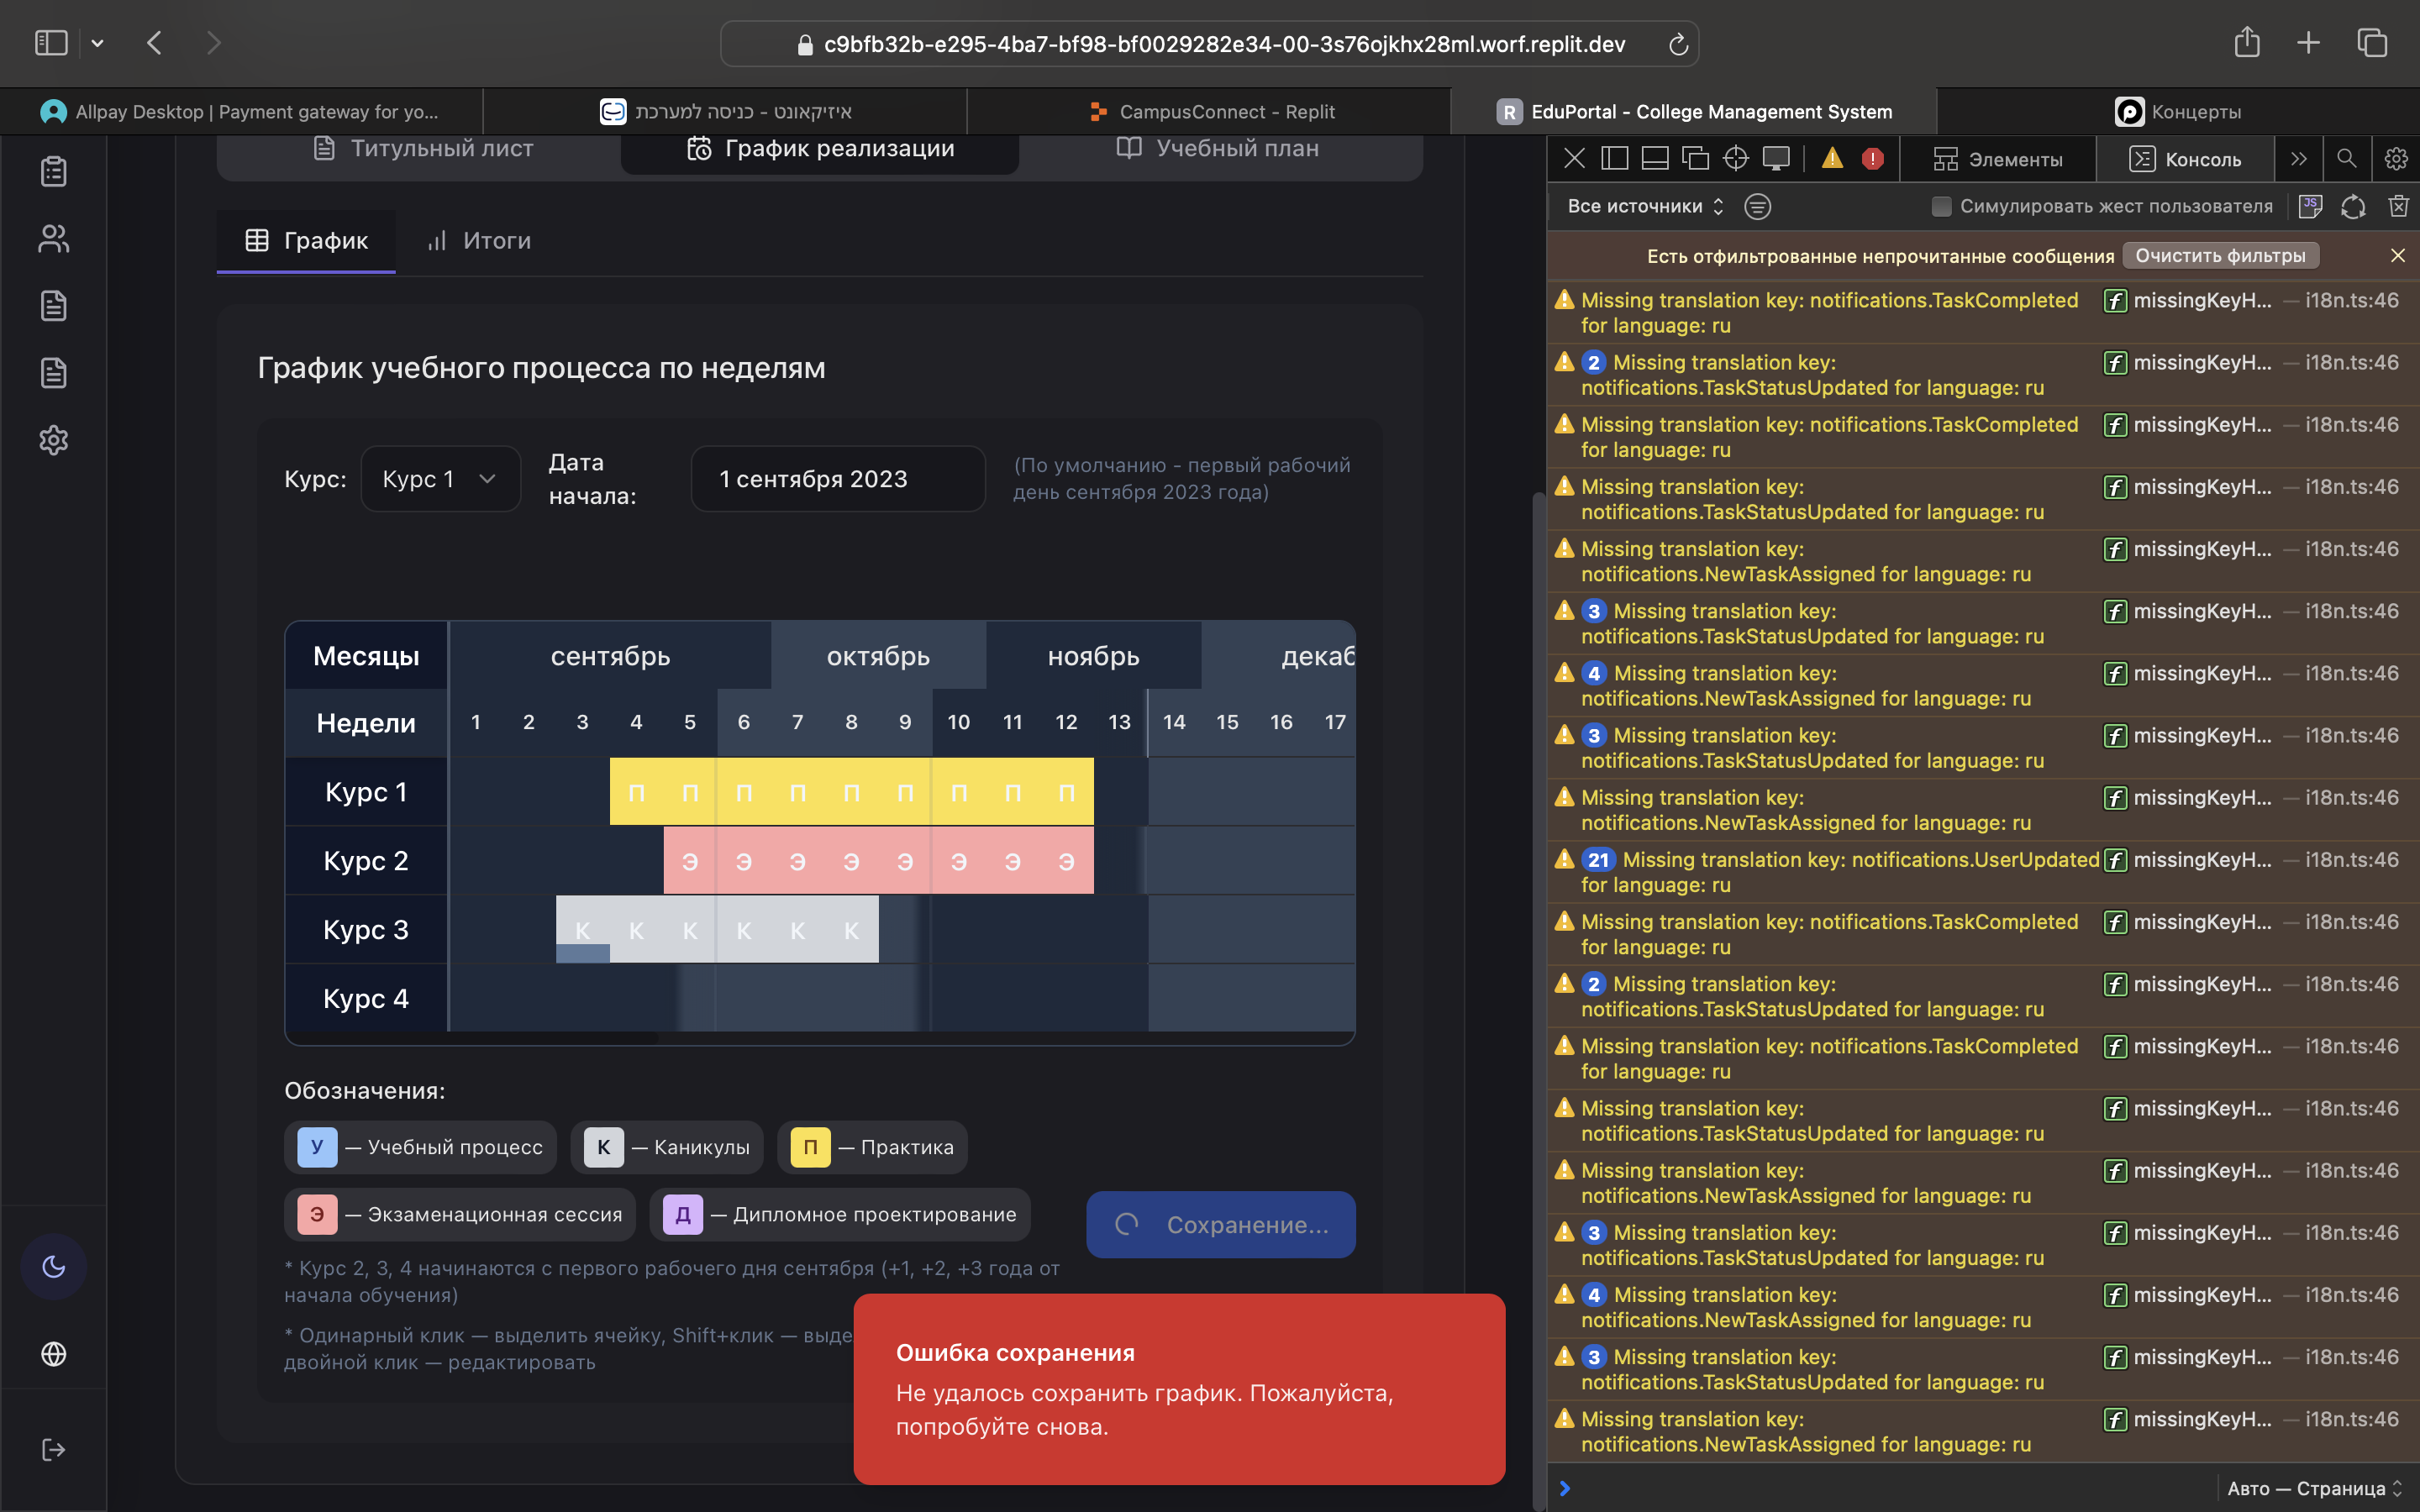 c9bfb32b-e295-4ba7-bf98-bf0029282e34-00-3s76ojkhx28ml.worf.replit.dev
Allpay Desktop | Payment gateway for yo...
איזיקאונט - כניסה למערכת
CampusConnect - Replit
R EduPortal - College Management System
Концерты
Титульный лист
График реализации
Учебный план
График
Итоги
График учебного процесса по неделям
Курс:
Курс 1
Дата
начала:
1 сентября 2023
(По умолчанию - первый рабочий
день сентября 2023 года)
Месяцы сентябрь октябрь ноябрь декаб
Недели 1 2 3 4 5 6 7 8 9 10 11 12 13 14 15 16 17
Курс 1 П П П П П П П П П
Курс 2 Э Э Э Э Э Э Э Э
Курс 3 К К К К К К
Курс 4
Обозначения:
У — Учебный процесс
К — Каникулы
П — Практика
Э — Экзаменационная сессия
Д — Дипломное проектирование
Сохранение...
* Курс 2, 3, 4 начинаются с первого рабочего дня сентября (+1, +2, +3 года от
начала обучения)
* Одинарный клик — выделить ячейку, Shift+клик — выде
двойной клик — редактировать
Ошибка сохранения
Не удалось сохранить график. Пожалуйста,
попробуйте снова.
Элементы
Консоль
Все источники
Симулировать жест пользователя
Есть отфильтрованные непрочитанные сообщения
Очистить фильтры
Missing translation key: notifications.TaskCompleted missingKeyH... — i18n.ts:46
for language: ru
2 Missing translation key: missingKeyH... — i18n.ts:46
notifications.TaskStatusUpdated for language: ru
Missing translation key: notifications.TaskCompleted missingKeyH... — i18n.ts:46
for language: ru
Missing translation key: missingKeyH... — i18n.ts:46
notifications.TaskStatusUpdated for language: ru
Missing translation key: missingKeyH... — i18n.ts:46
notifications.NewTaskAssigned for language: ru
3 Missing translation key: missingKeyH... — i18n.ts:46
notifications.TaskStatusUpdated for language: ru
4 Missing translation key: missingKeyH... — i18n.ts:46
notifications.NewTaskAssigned for language: ru
3 Missing translation key: missingKeyH... — i18n.ts:46
notifications.TaskStatusUpdated for language: ru
Missing translation key: missingKeyH... — i18n.ts:46
notifications.NewTaskAssigned for language: ru
21 Missing translation key: notifications.UserUpdated missingKeyH... — i18n.ts:46
for language: ru
Missing translation key: notifications.TaskCompleted missingKeyH... — i18n.ts:46
for language: ru
2 Missing translation key: missingKeyH... — i18n.ts:46
notifications.TaskStatusUpdated for language: ru
Missing translation key: notifications.TaskCompleted missingKeyH... — i18n.ts:46
for language: ru
Missing translation key: missingKeyH... — i18n.ts:46
notifications.TaskStatusUpdated for language: ru
Missing translation key: missingKeyH... — i18n.ts:46
notifications.NewTaskAssigned for language: ru
3 Missing translation key: missingKeyH... — i18n.ts:46
notifications.TaskStatusUpdated for language: ru
4 Missing translation key: missingKeyH... — i18n.ts:46
notifications.NewTaskAssigned for language: ru
3 Missing translation key: missingKeyH... — i18n.ts:46
notifications.TaskStatusUpdated for language: ru
Missing translation key: missingKeyH... — i18n.ts:46
notifications.NewTaskAssigned for language: ru
Авто — Страница